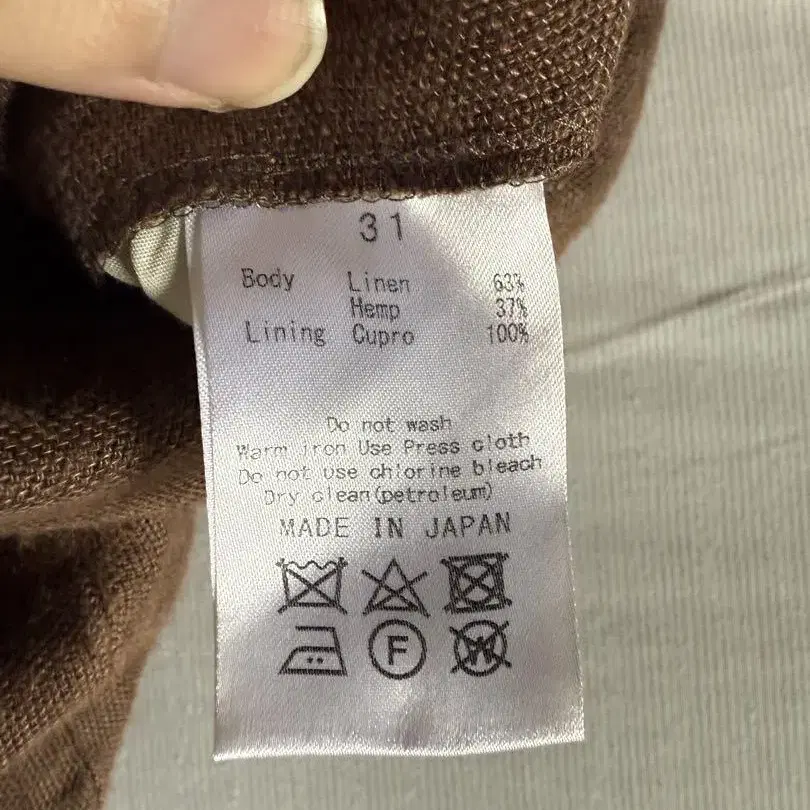 31
Body Linen 63%
Hemp 37%
Lining Cupro 100%
Do not wash
Warm iron Use Press cloth
Do not use chlorine bleach
Dry clean(petroleum)
MADE IN JAPAN
F W